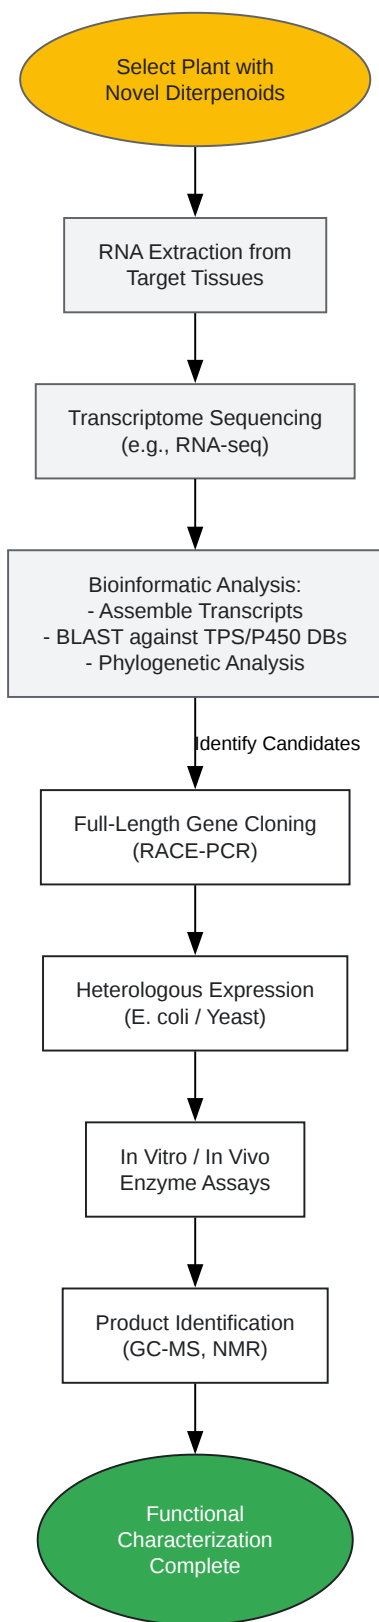 Select Plant with
Novel Diterpenoids
RNA Extraction from
Target Tissues
Transcriptome Sequencing
(e.g., RNA-seq)
Bioinformatic Analysis:
- Assemble Transcripts
- BLAST against TPS/P450 DBs
- Phylogenetic Analysis
Identify Candidates
Full-Length Gene Cloning
(RACE-PCR)
Heterologous Expression
(E. coli / Yeast)
In Vitro / In Vivo
Enzyme Assays
Product Identification
(GC-MS, NMR)
Functional
Characterization
Complete